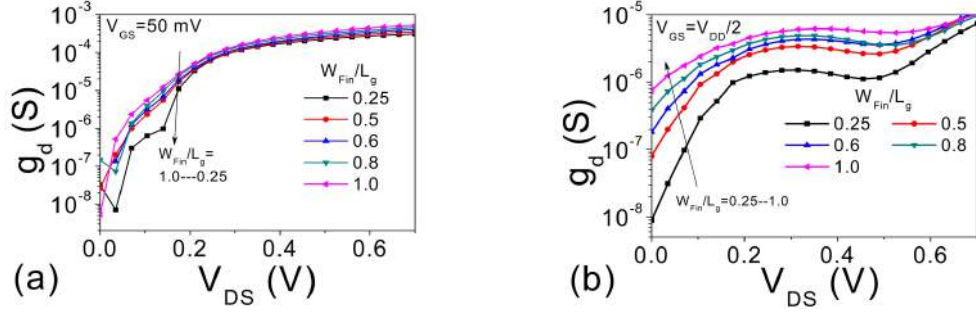 V_GS=50 mV
10^-3
10^-4
10^-5
10^-6
10^-7
10^-8
g_d (S)
W_Fin/L_g
0.25
0.5
0.6
0.8
1.0
W_Fin/L_g=
1.0---0.25
0.0 0.2 0.4 0.6
V_DS (V)
(a)
V_GS=V_DD/2
10^-5
10^-6
10^-7
10^-8
g_d (S)
W_Fin/L_g
0.25 0.5
0.6 0.8
1.0
W_Fin/L_g=0.25--1.0
0.0 0.2 0.4 0.6
V_DS (V)
(b)